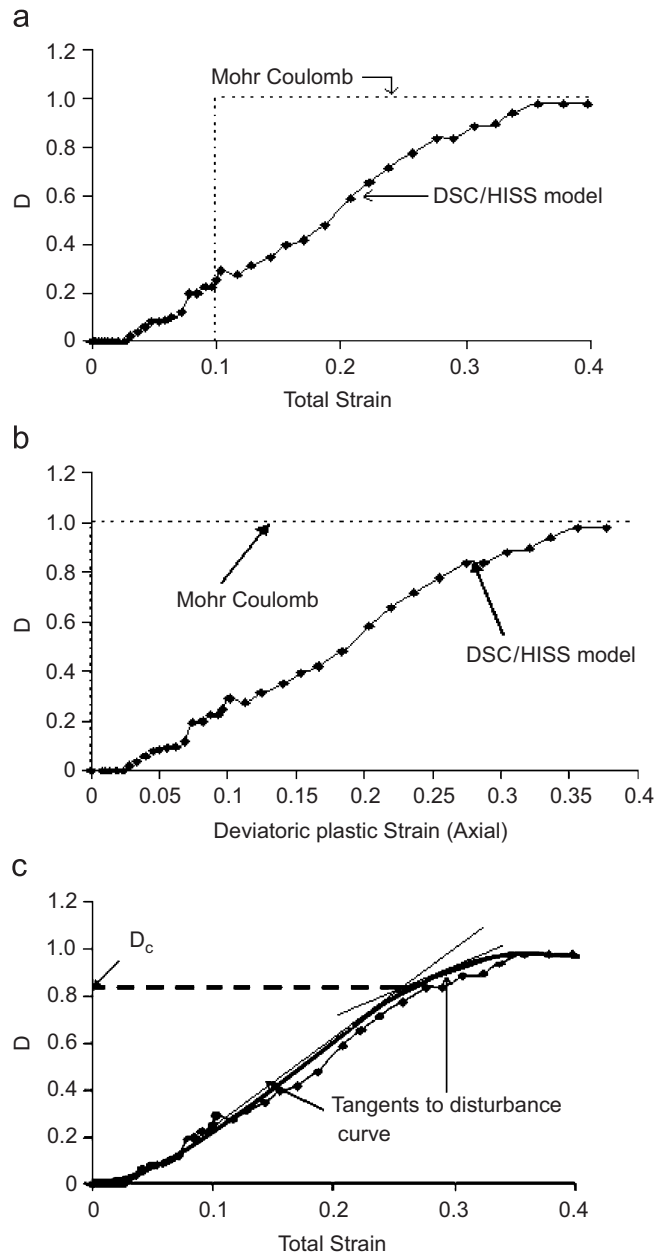 a
1.2
Mohr Coulomb
1.0
0.8
DSC/HISS model
D
0.6
0.4
0.2
0
0 0.1 0.2 0.3 0.4
Total Strain
b
1.2
1.0
0.8
Mohr Coulomb
D
0.6
DSC/HISS model
0.4
0.2
0
0 0.05 0.1 0.15 0.2 0.25 0.3 0.35 0.4
Deviatoric plastic Strain (Axial)
c
1.2
Dc
1.0
0.8
D
0.6
0.4
Tangents to disturbance
curve
0.2
0
0 0.1 0.2 0.3 0.4
Total Strain